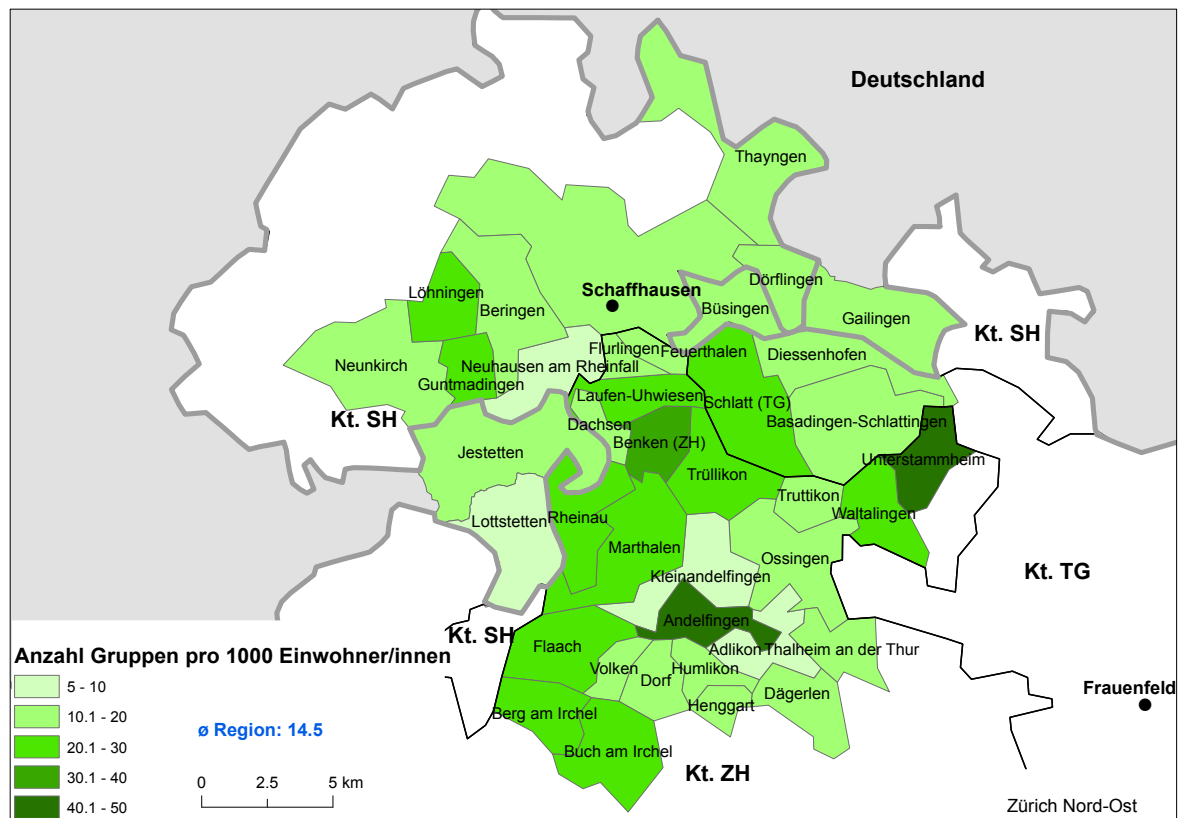 Deutschland
Thayngen
Dörflingen
Löhningen
Schaffhausen
Büsingen
Beringen
Gailingen
Kt. SH
Flurlingen
Feuerthalen
Diessenhofen
Neunkirch
Neuhausen am Rheinfall
Guntmadingen
Laufen-Uhwiesen
Schlatt (TG)
Kt. SH
Dachsen
Basadingen-Schlattingen
Benken (ZH)
Jestetten
Unterstammheim
Trüllikon
Truttikon
Lottstetten
Rheinau
Waltalingen
Marthalen
Ossingen
Kt. TG
Kleinandelfingen
Andelfingen
Kt. SH
Flaach
Adlikon
Thalheim an der Thur
Volken
Humlikon
Dorf
Dägerlen
Frauenfeld
Henggart
Berg am Irchel
Buch am Irchel
Kt. ZH
Anzahl Gruppen pro 1000 Einwohner/innen
5 - 10
10.1 - 20
20.1 - 30
30.1 - 40
40.1 - 50
ø Region: 14.5
0 2.5 5 km
Zürich Nord-Ost